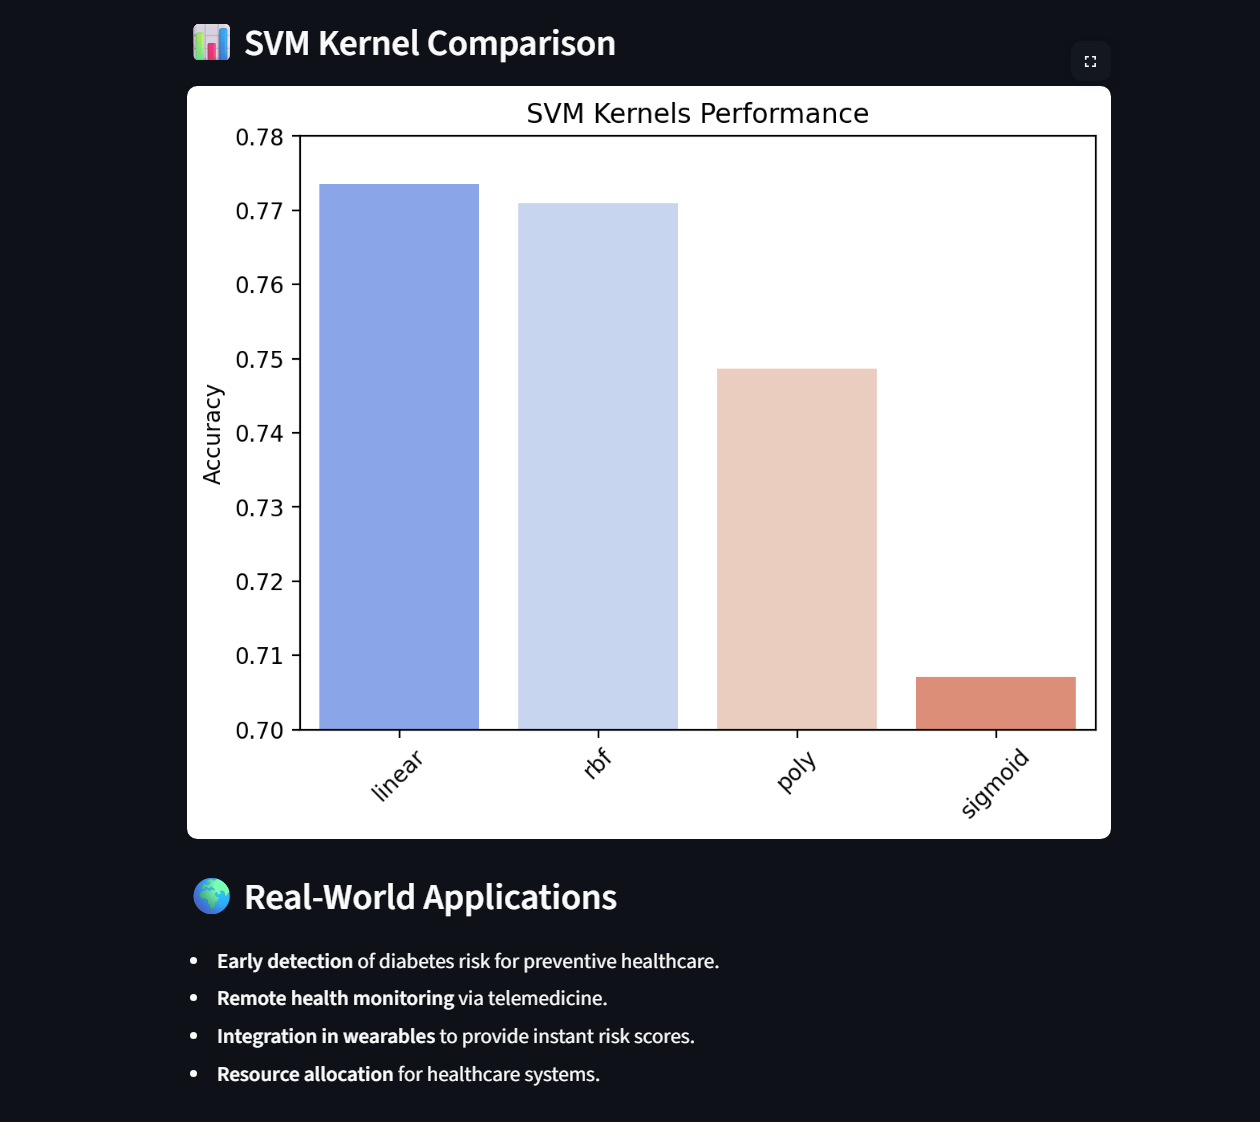 SVM Kernel Comparison
SVM Kernels Performance
0.78
0.77
0.76
0.75
0.74
0.73
0.72
0.71
0.70
Accuracy
linear
rbf
poly
sigmoid
Real-World Applications
• Early detection of diabetes risk for preventive healthcare.
• Remote health monitoring via telemedicine.
• Integration in wearables to provide instant risk scores.
• Resource allocation for healthcare systems.